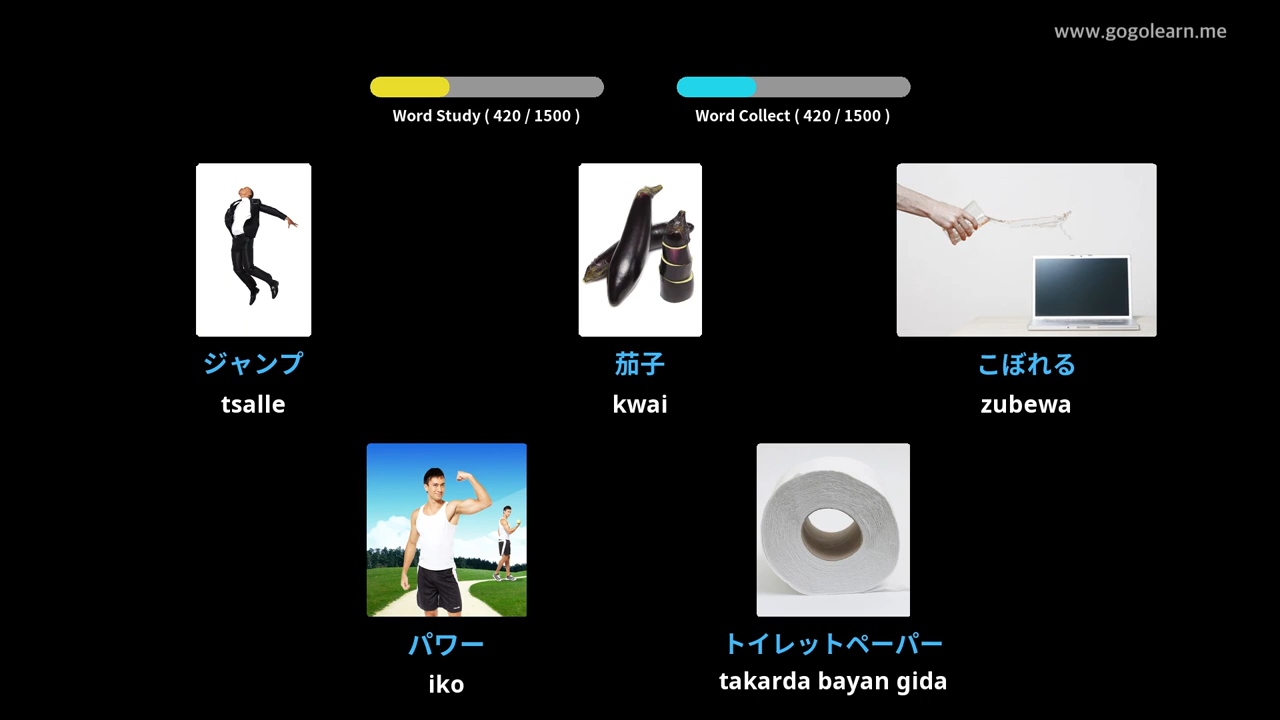 www.gogolearn.me
Word Study ( 420 / 1500 )
Word Collect ( 420 / 1500 )
ジャンプ
tsalle
茄子
kwai
こぼれる
zubewa
パワー
iko
トイレットペーパー
takarda bayan gida